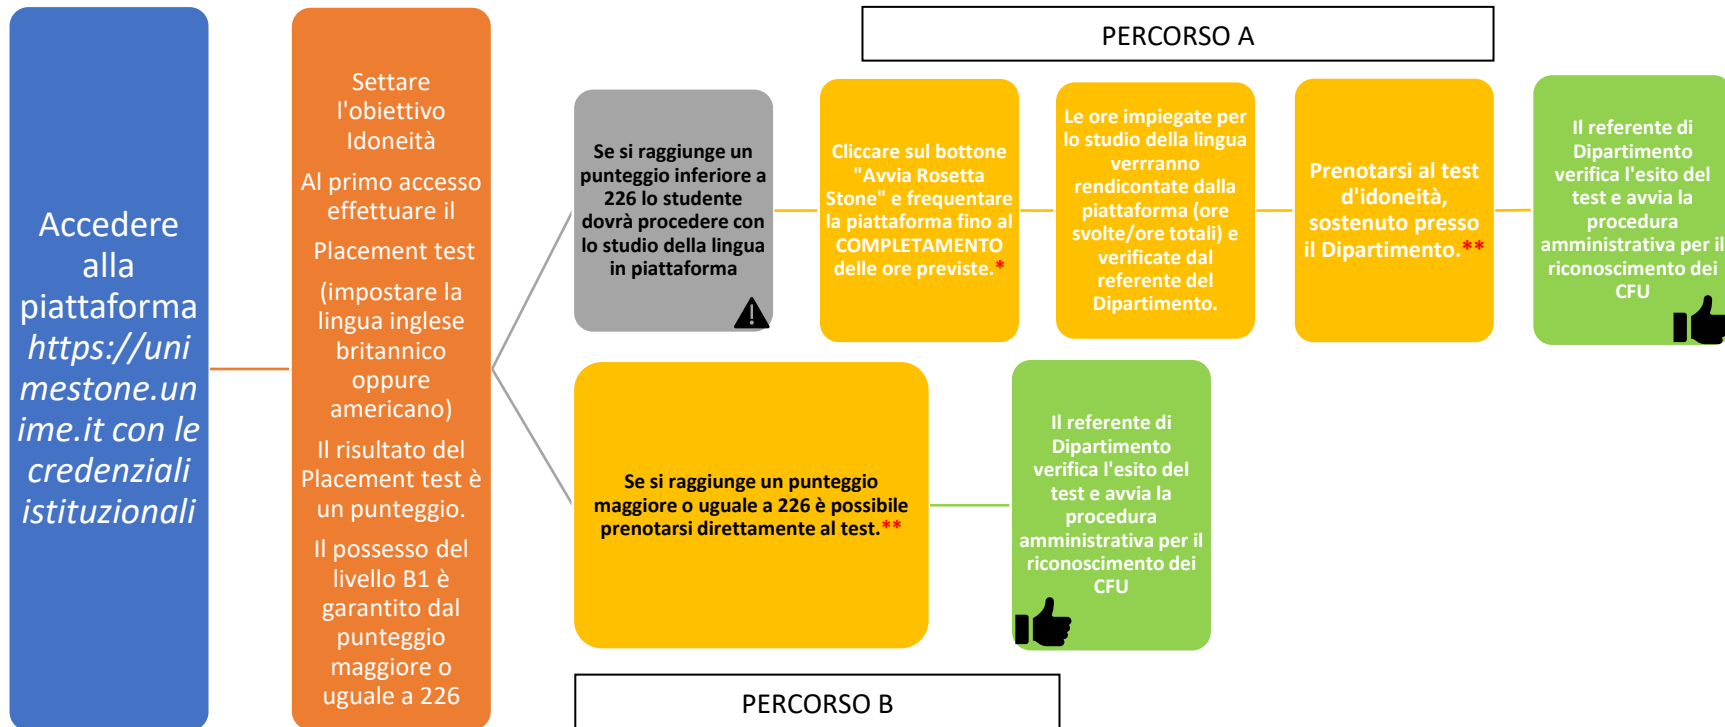 Accedere
alla
piattaforma
https://uni
mestone.un
ime.it con le
credenziali
istituzionali
Settare
l'obiettivo
Idoneità
Al primo accesso
effettuare il
Placement test
(impostare la
lingua inglese
britannico
oppure
americano)
Il risultato del
Placement test è
un punteggio.
Il possesso del
livello B1 è
garantito dal
punteggio
maggiore o
uguale a 226
PERCORSO A
Se si raggiunge un
punteggio inferiore a
226 lo studente
dovrà procedere con
lo studio della lingua
in piattaforma
Cliccare sul bottone
"Avvia Rosetta
Stone" e frequentare
la piattaforma fino al
COMPLETAMENTO
delle ore previste.*
Le ore impiegate per
lo studio della lingua
verrranno
rendicontate dalla
piattaforma (ore
svolte/ore totali) e
verificate dal
referente del
Dipartimento.
Prenotarsi al test
d'idoneità,
sostenuto presso
il Dipartimento.**
Il referente di
Dipartimento
verifica l'esito del
test e avvia la
procedura
amministrativa per il
riconoscimento dei
CFU
Se si raggiunge un punteggio
maggiore o uguale a 226 è possibile
prenotarsi direttamente al test.**
Il referente di
Dipartimento
verifica l'esito del
test e avvia la
procedura
amministrativa per il
riconoscimento dei
CFU
PERCORSO B